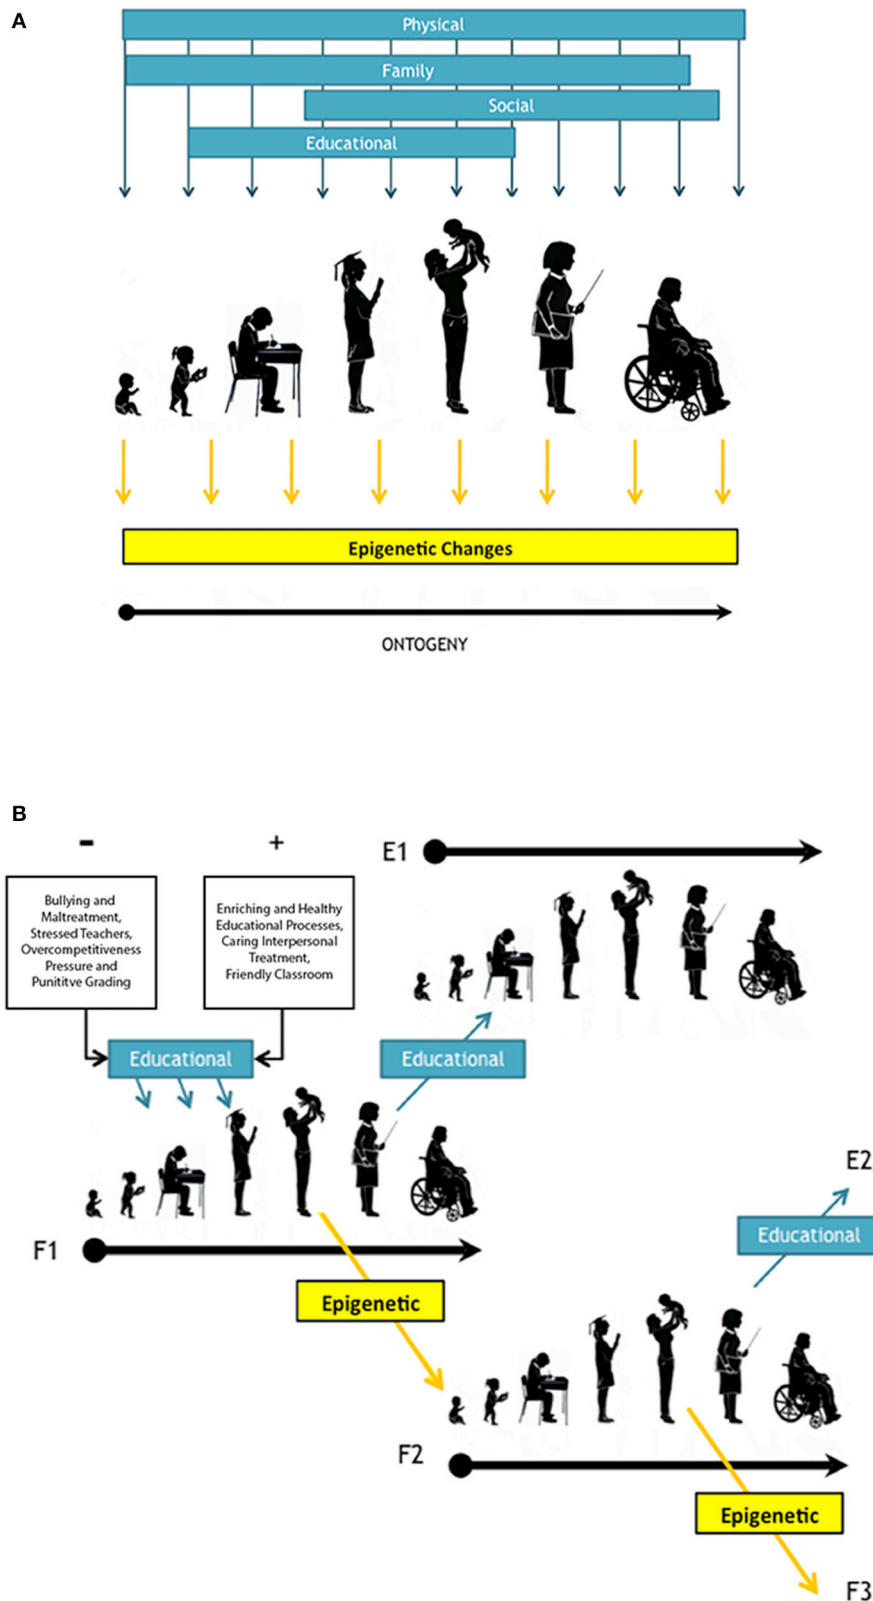 A
Physical
Family
Social
Educational
Epigenetic Changes
ONTOGENY
B
-
+
E1
Bullying and
Maltreatment,
Stressed Teachers,
Overcompetitiveness
Pressure and
Punititve Grading
Enriching and Healthy
Educational Processes,
Caring Interpersonal
Treatment,
Friendly Classroom
Educational
Educational
E2
Educational
F1
Epigenetic
F2
Epigenetic
F3